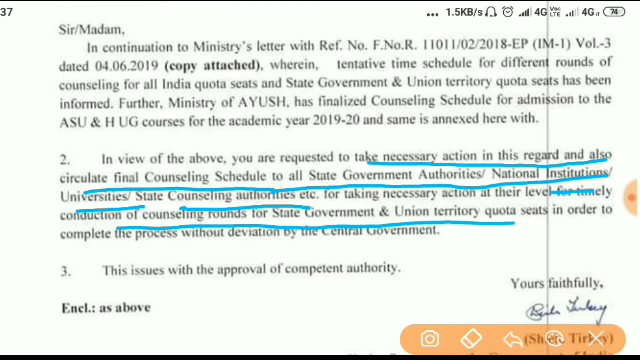 37
... 1.5KB/s 4G VoLTE 4G 74
Sir/Madam,
In continuation to Ministry's letter with Ref. No. F.No.R. 11011/02/2018-EP (IM-1) Vol.-3
dated 04.06.2019 (copy attached), wherein, tentative time schedule for different rounds of
counseling for all India quota seats and State Government & Union territory quota seats has been
informed. Further, Ministry of AYUSH, has finalized Counseling Schedule for admission to the
ASU & H UG courses for the academic year 2019-20 and same is annexed here with.
2. In view of the above, you are requested to take necessary action in this regard and also
circulate final Counseling Schedule to all State Government Authorities/ National Institutions/
Universities/ State Counseling authorities etc. for taking necessary action at their level for timely
conduction of counseling rounds for State Government & Union territory quota seats in order to
complete the process without deviation by the Central Government.
3. This issues with the approval of competent authority.
Yours faithfully,
Encl.: as above
Tirkey)